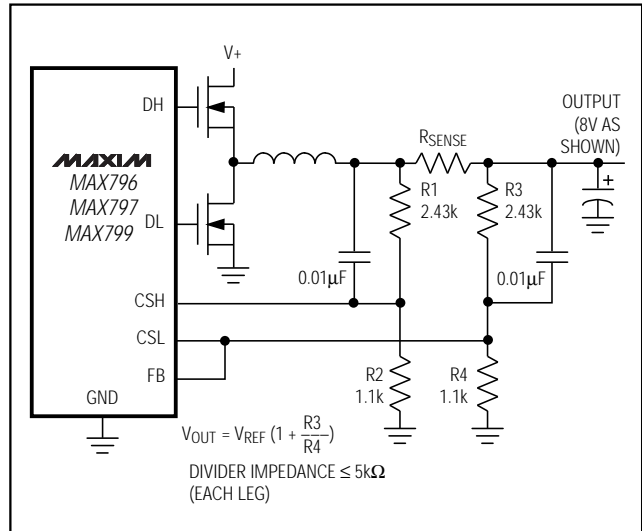 V+
DH
OUTPUT
(8V AS
SHOWN)
RSENSE
MAXIM
MAX796
MAX797
MAX799
R1
2.43k
R3
2.43k
DL
+
0.01μF
0.01μF
CSH
CSL
FB
R2
1.1k
R4
1.1k
GND
VOUT = VREF (1 + R3/R4)
DIVIDER IMPEDANCE ≤ 5kΩ
(EACH LEG)